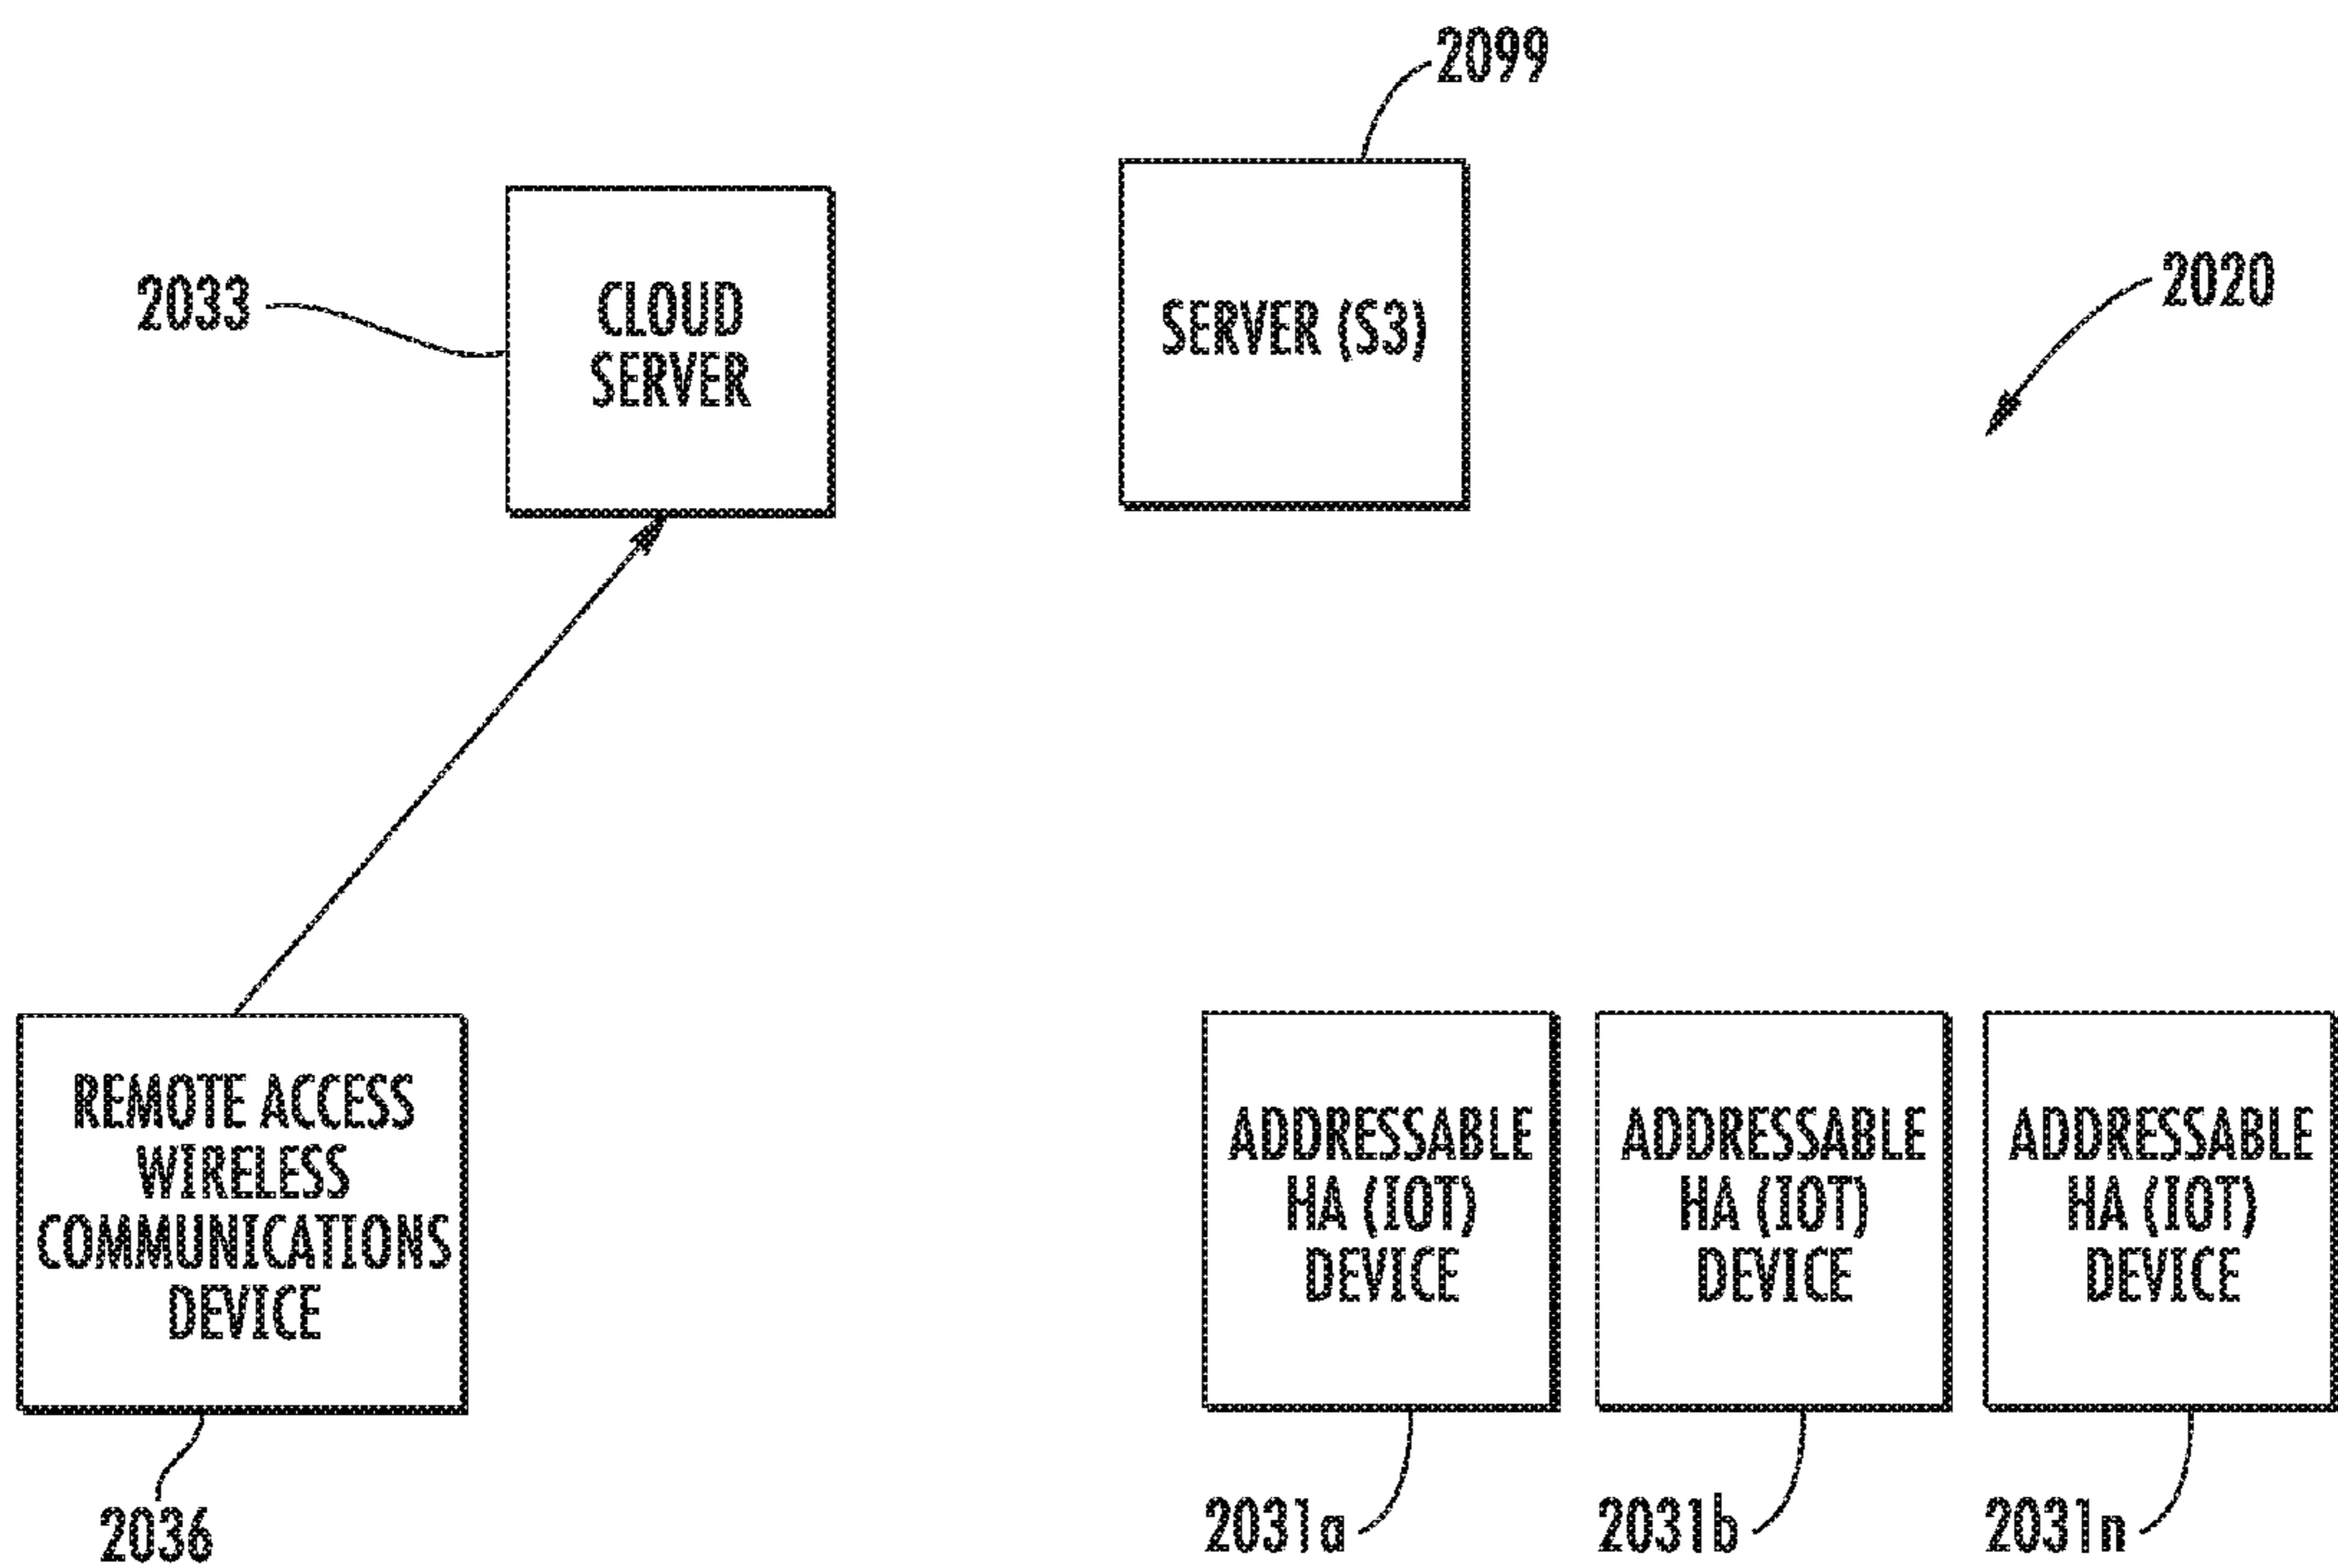 2099
2033
CLOUD
SERVER
SERVER (S3)
2020
REMOTE ACCESS
WIRELESS
COMMUNICATIONS
DEVICE
ADDRESSABLE
HA (IOT)
DEVICE
ADDRESSABLE
HA (IOT)
DEVICE
ADDRESSABLE
HA (IOT)
DEVICE
2036
2031a
2031b
2031n